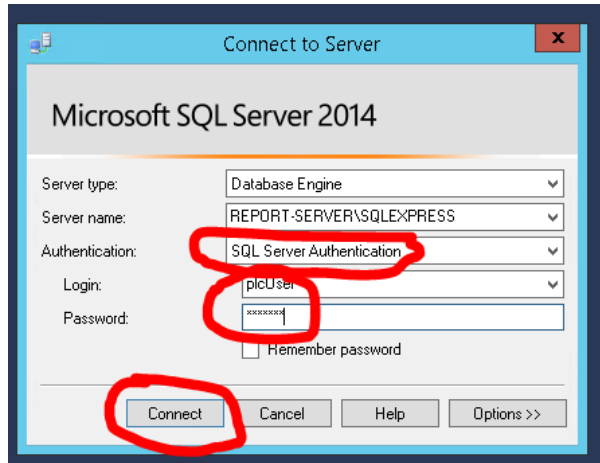 Connect to Server
x
Microsoft SQL Server 2014
Server type: Database Engine
Server name: REPORT-SERVER\SQLEXPRESS
Authentication: SQL Server Authentication
Login: plcUser
Password: *******
Remember password
Connect Cancel Help Options >>